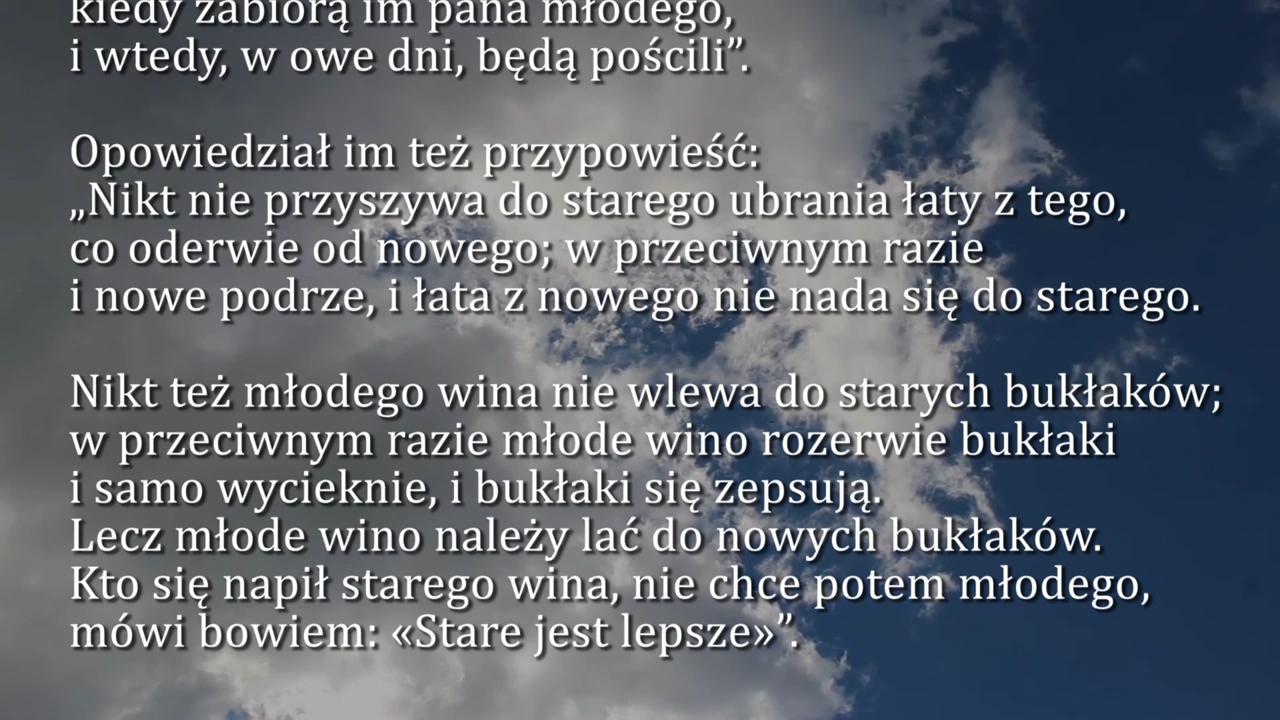 kiedy zabiorą im pana młodego,
i wtedy, w owe dni, będą pościli”.
Opowiedział im też przypowieść:
„Nikt nie przyszywa do starego ubrania łaty z tego,
co oderwie od nowego; w przeciwnym razie
i nowe podrze, i łata z nowego nie nada się do starego.
Nikt też młodego wina nie wlewa do starych bukłaków;
w przeciwnym razie młode wino rozerwie bukłaki
i samo wycieknie, i bukłaki się zepsują.
Lecz młode wino należy lać do nowych bukłaków.
Kto się napił starego wina, nie chce potem młodego,
mówi bowiem: «Stare jest lepsze»”.